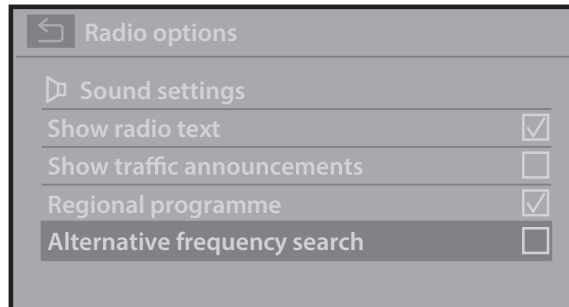 Radio options
Sound settings
Show radio text
Show traffic announcements
Regional programme
Alternative frequency search